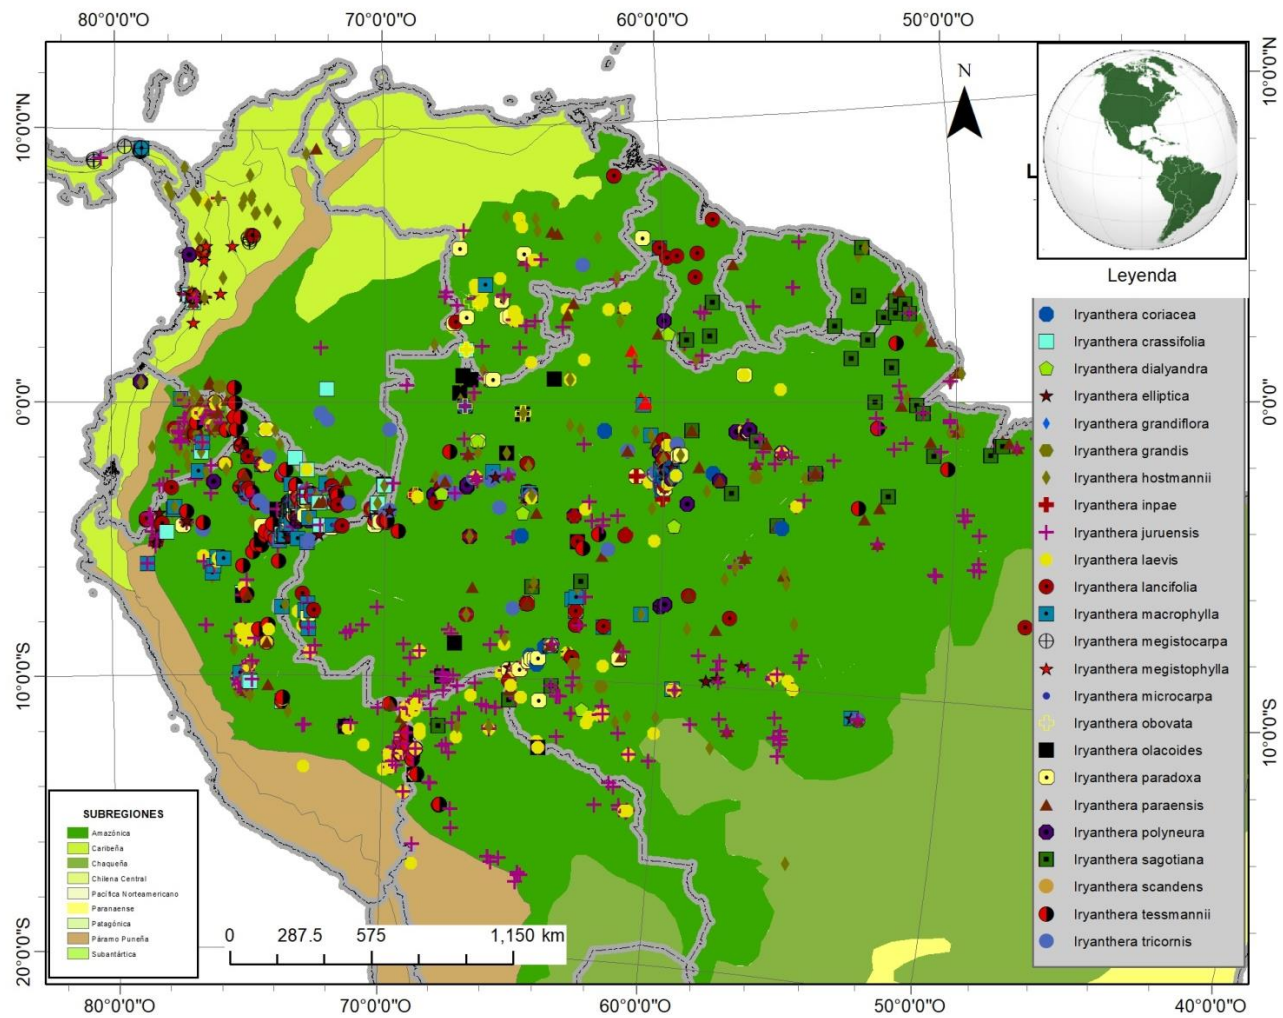 80°0'0"O 70°0'0"O 60°0'0"O 50°0'0"O
10°0'0"N
0°0'0"
10°0'0"S
20°0'0"S
N
L
10°0'0"N
0°0'0"
10°0'0"S
Leyenda
Iryanthera coriacea
Iryanthera crassifolia
Iryanthera dialyandra
Iryanthera elliptica
Iryanthera grandiflora
Iryanthera grandis
Iryanthera hostmannii
Iryanthera inpae
Iryanthera juruensis
Iryanthera laevis
Iryanthera lancifolia
Iryanthera macrophylla
Iryanthera megistocarpa
Iryanthera megistophylla
Iryanthera microcarpa
Iryanthera obovata
Iryanthera olacoides
Iryanthera paradoxa
Iryanthera paraensis
Iryanthera polyneura
Iryanthera sagotiana
Iryanthera scandens
Iryanthera tessmannii
Iryanthera tricornis
SUBREGIONES
Amazónica
Caribeña
Chaqueña
Chilena Central
Pacífica Norteamericano
Paranaense
Patagónica
Páramo Puneña
Subantártica
0 287.5 575 1,150 km
80°0'0"O 70°0'0"O 60°0'0"O 50°0'0"O 40°0'0"O